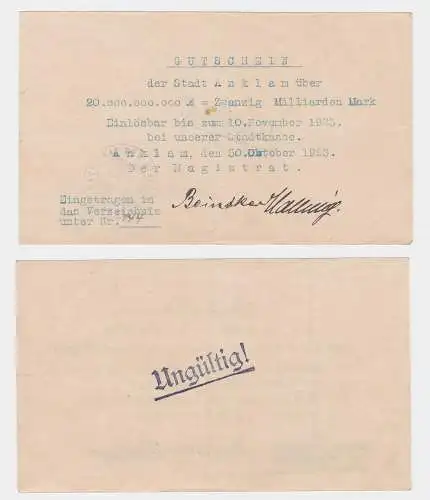 GUTSCHEIN
der Stadt Anklam über
20.000.000.000 M = Zwanzig Milliarden Mark
Einlösbar bis zum 10.November 1923.
bei unserer Stadtkasse.
Anklam, den 30.Oktober 1923.
Der Magistrat.
Eingetragen in
das Verzeichnis
unter Nr.
Ungültig!